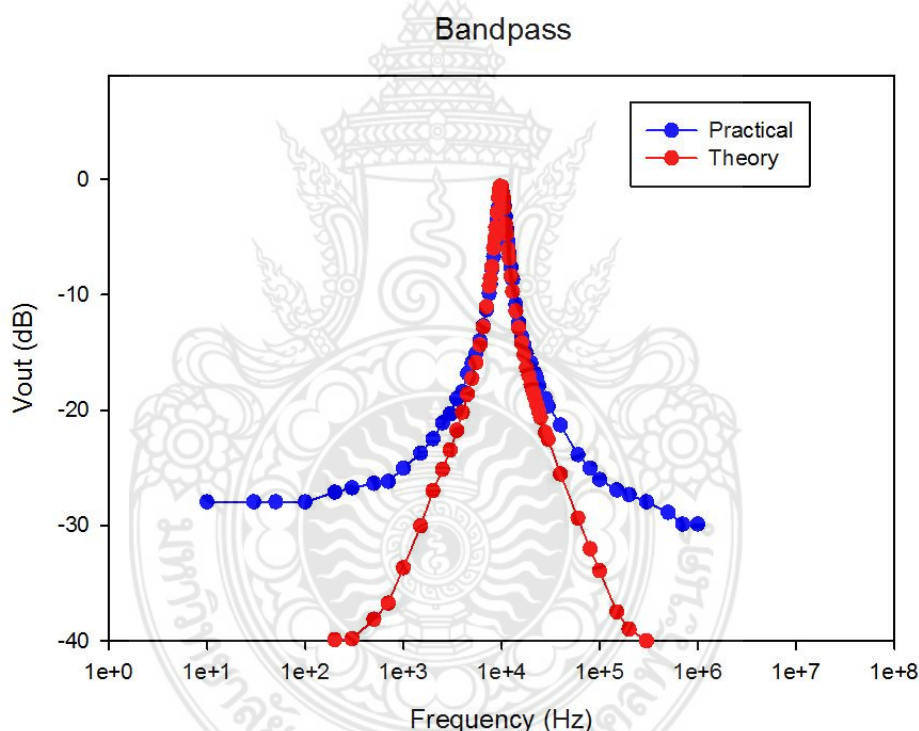 Bandpass
Practical
Theory
0
-10
-20
-30
-40
Vout (dB)
1e+0 1e+1 1e+2 1e+3 1e+4 1e+5 1e+6 1e+7 1e+8
Frequency (Hz)